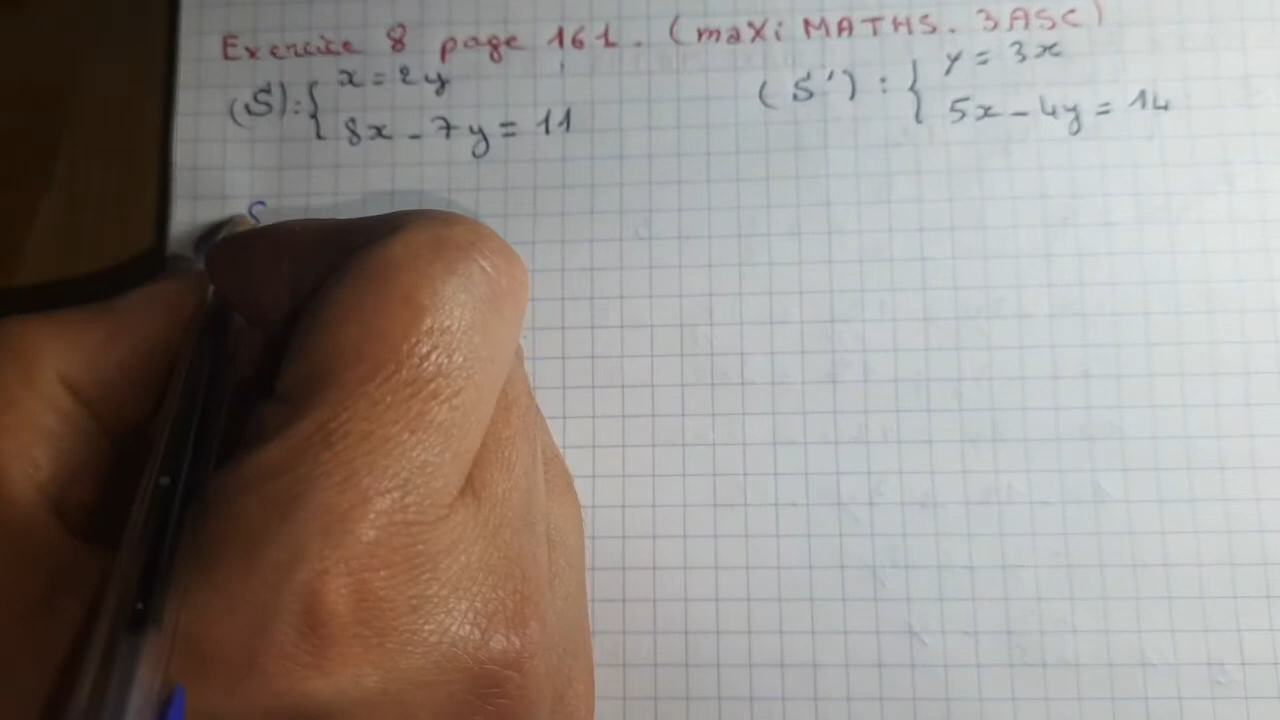 Exercice 8 page 161. (maxi MATHS. 3ASC)
(S): { x = 2y
8x - 7y = 11
(S'): { y = 3x
5x - 4y = 14
S